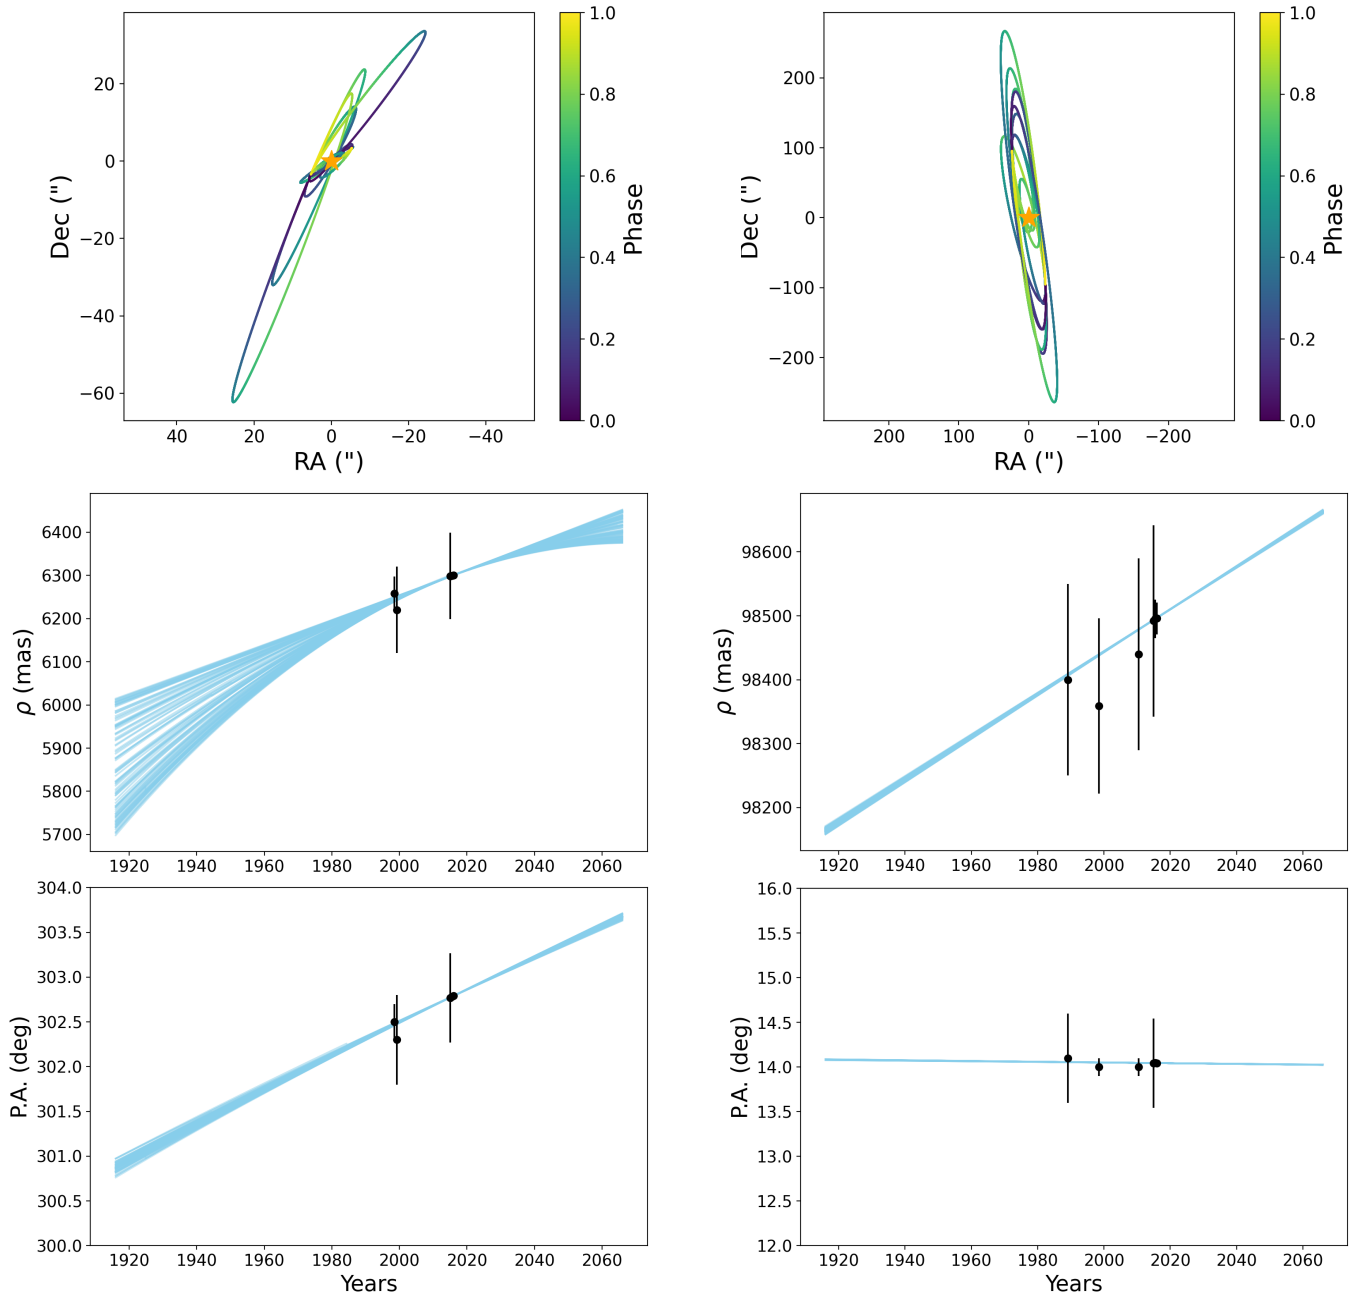 1.0
0.8
0.6
0.4
0.2
0.0
Phase
20
0
−20
−40
−60
Dec (")
40 20 0 −20 −40
RA (")
1.0
0.8
0.6
0.4
0.2
0.0
Phase
200
100
0
−100
−200
Dec (")
200 100 0 −100 −200
RA (")
6400
6300
6200
6100
6000
5900
5800
5700
ρ (mas)
1920 1940 1960 1980 2000 2020 2040 2060
98600
98500
98400
98300
98200
ρ (mas)
1920 1940 1960 1980 2000 2020 2040 2060
304.0
303.5
303.0
302.5
302.0
301.5
301.0
300.5
300.0
P.A. (deg)
1920 1940 1960 1980 2000 2020 2040 2060
Years
16.0
15.5
15.0
14.5
14.0
13.5
13.0
12.5
12.0
P.A. (deg)
1920 1940 1960 1980 2000 2020 2040 2060
Years